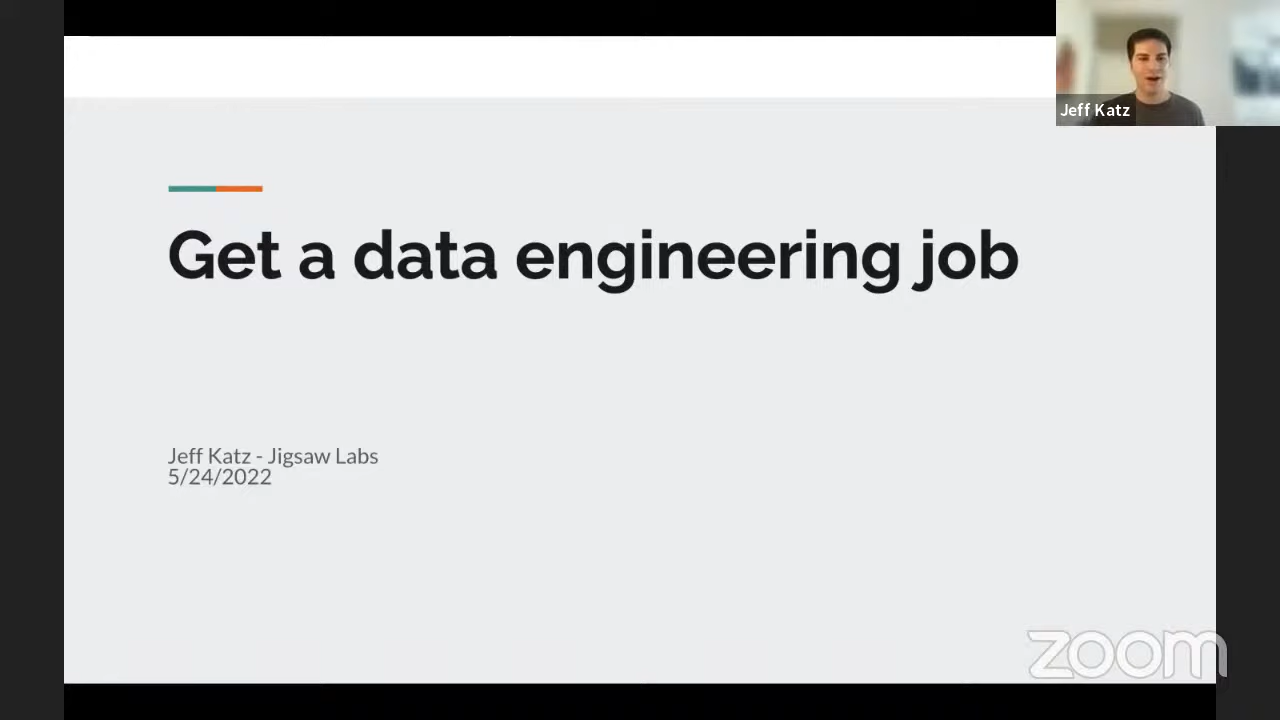 Jeff Katz
Get a data engineering job
Jeff Katz - Jigsaw Labs
5/24/2022
zoom